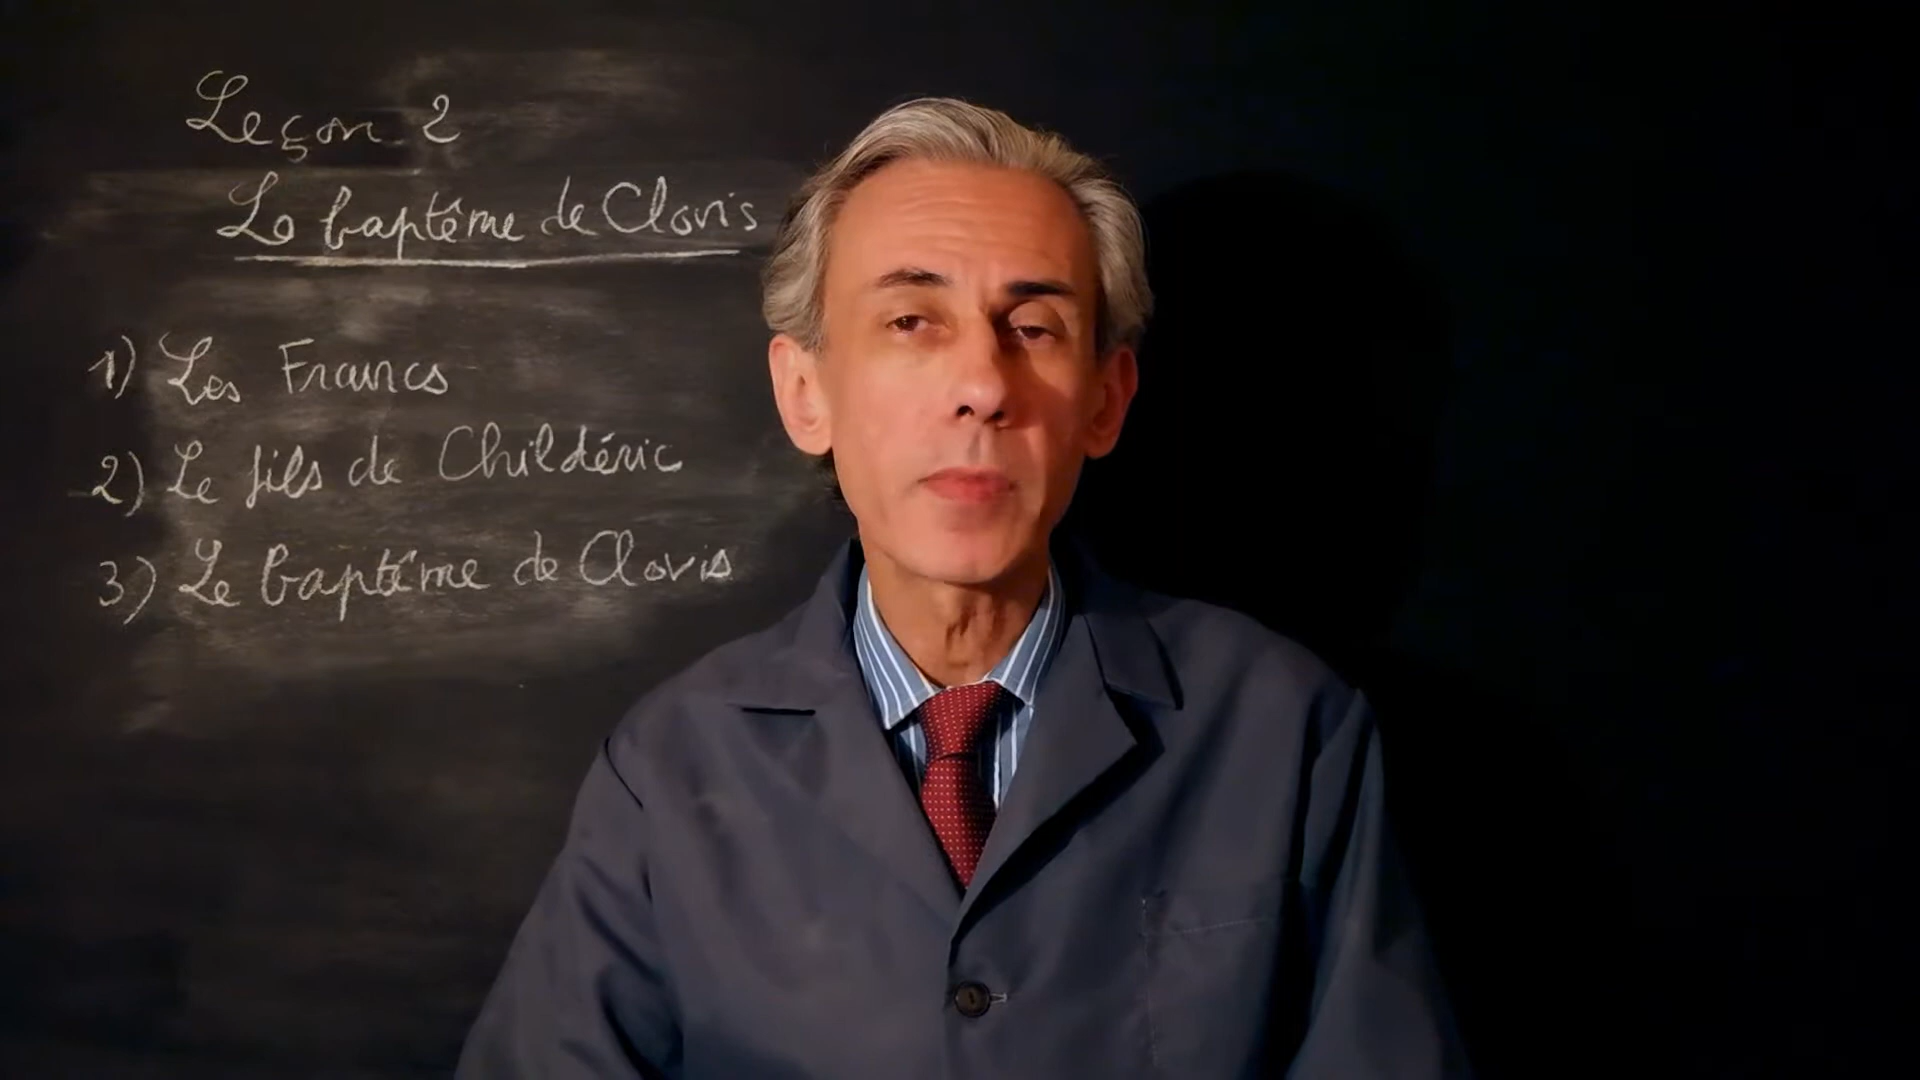 Leçon 2
Le baptême de Clovis
1) Les Francs
2) Le fils de Childéric
3) Le baptême de Clovis